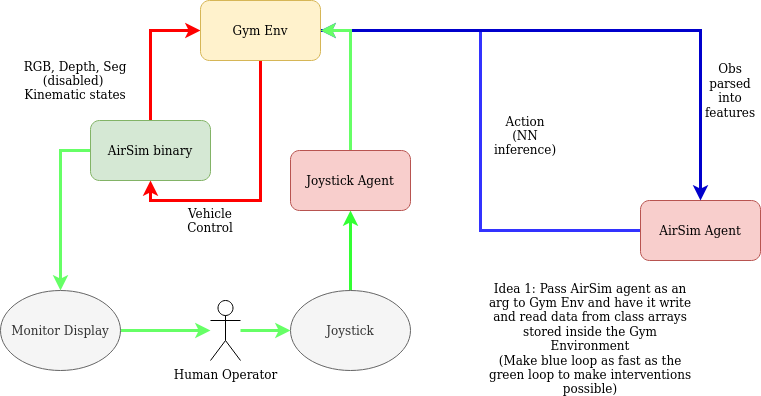 Gym Env
RGB, Depth, Seg
(disabled)
Kinematic states
Obs
parsed
into
features
Action
(NN
inference)
AirSim binary
Joystick Agent
Vehicle
Control
AirSim Agent
Idea 1: Pass AirSim agent as an
arg to Gym Env and have it write
and read data from class arrays
stored inside the Gym
Environment
(Make blue loop as fast as the
green loop to make interventions
possible)
Monitor Display
Joystick
Human Operator